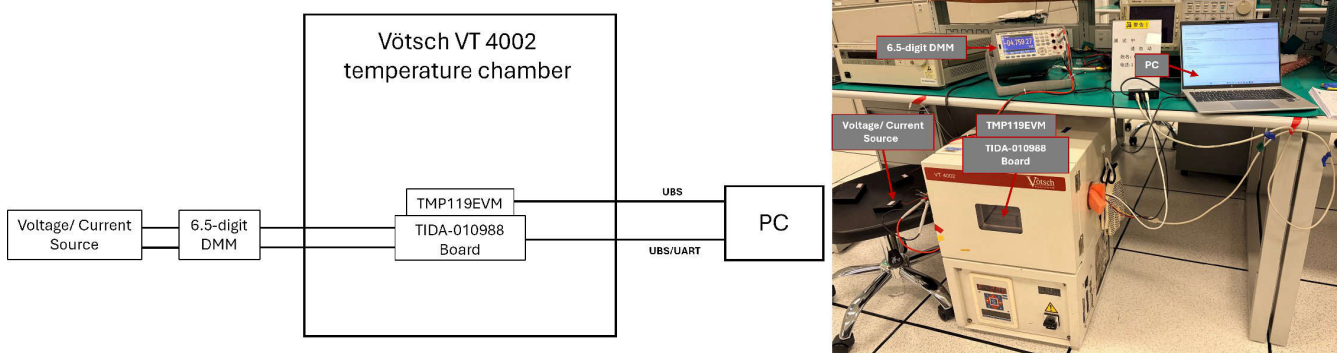 Vötsch VT 4002
temperature chamber
Voltage/ Current
Source
6.5-digit
DMM
TMP119EVM
TIDA-010988
Board
UBS
UBS/UART
PC
6.5-digit DMM
PC
Voltage/ Current
Source
TMP119EVM
TIDA-010988
Board
VT 4002
Vötsch